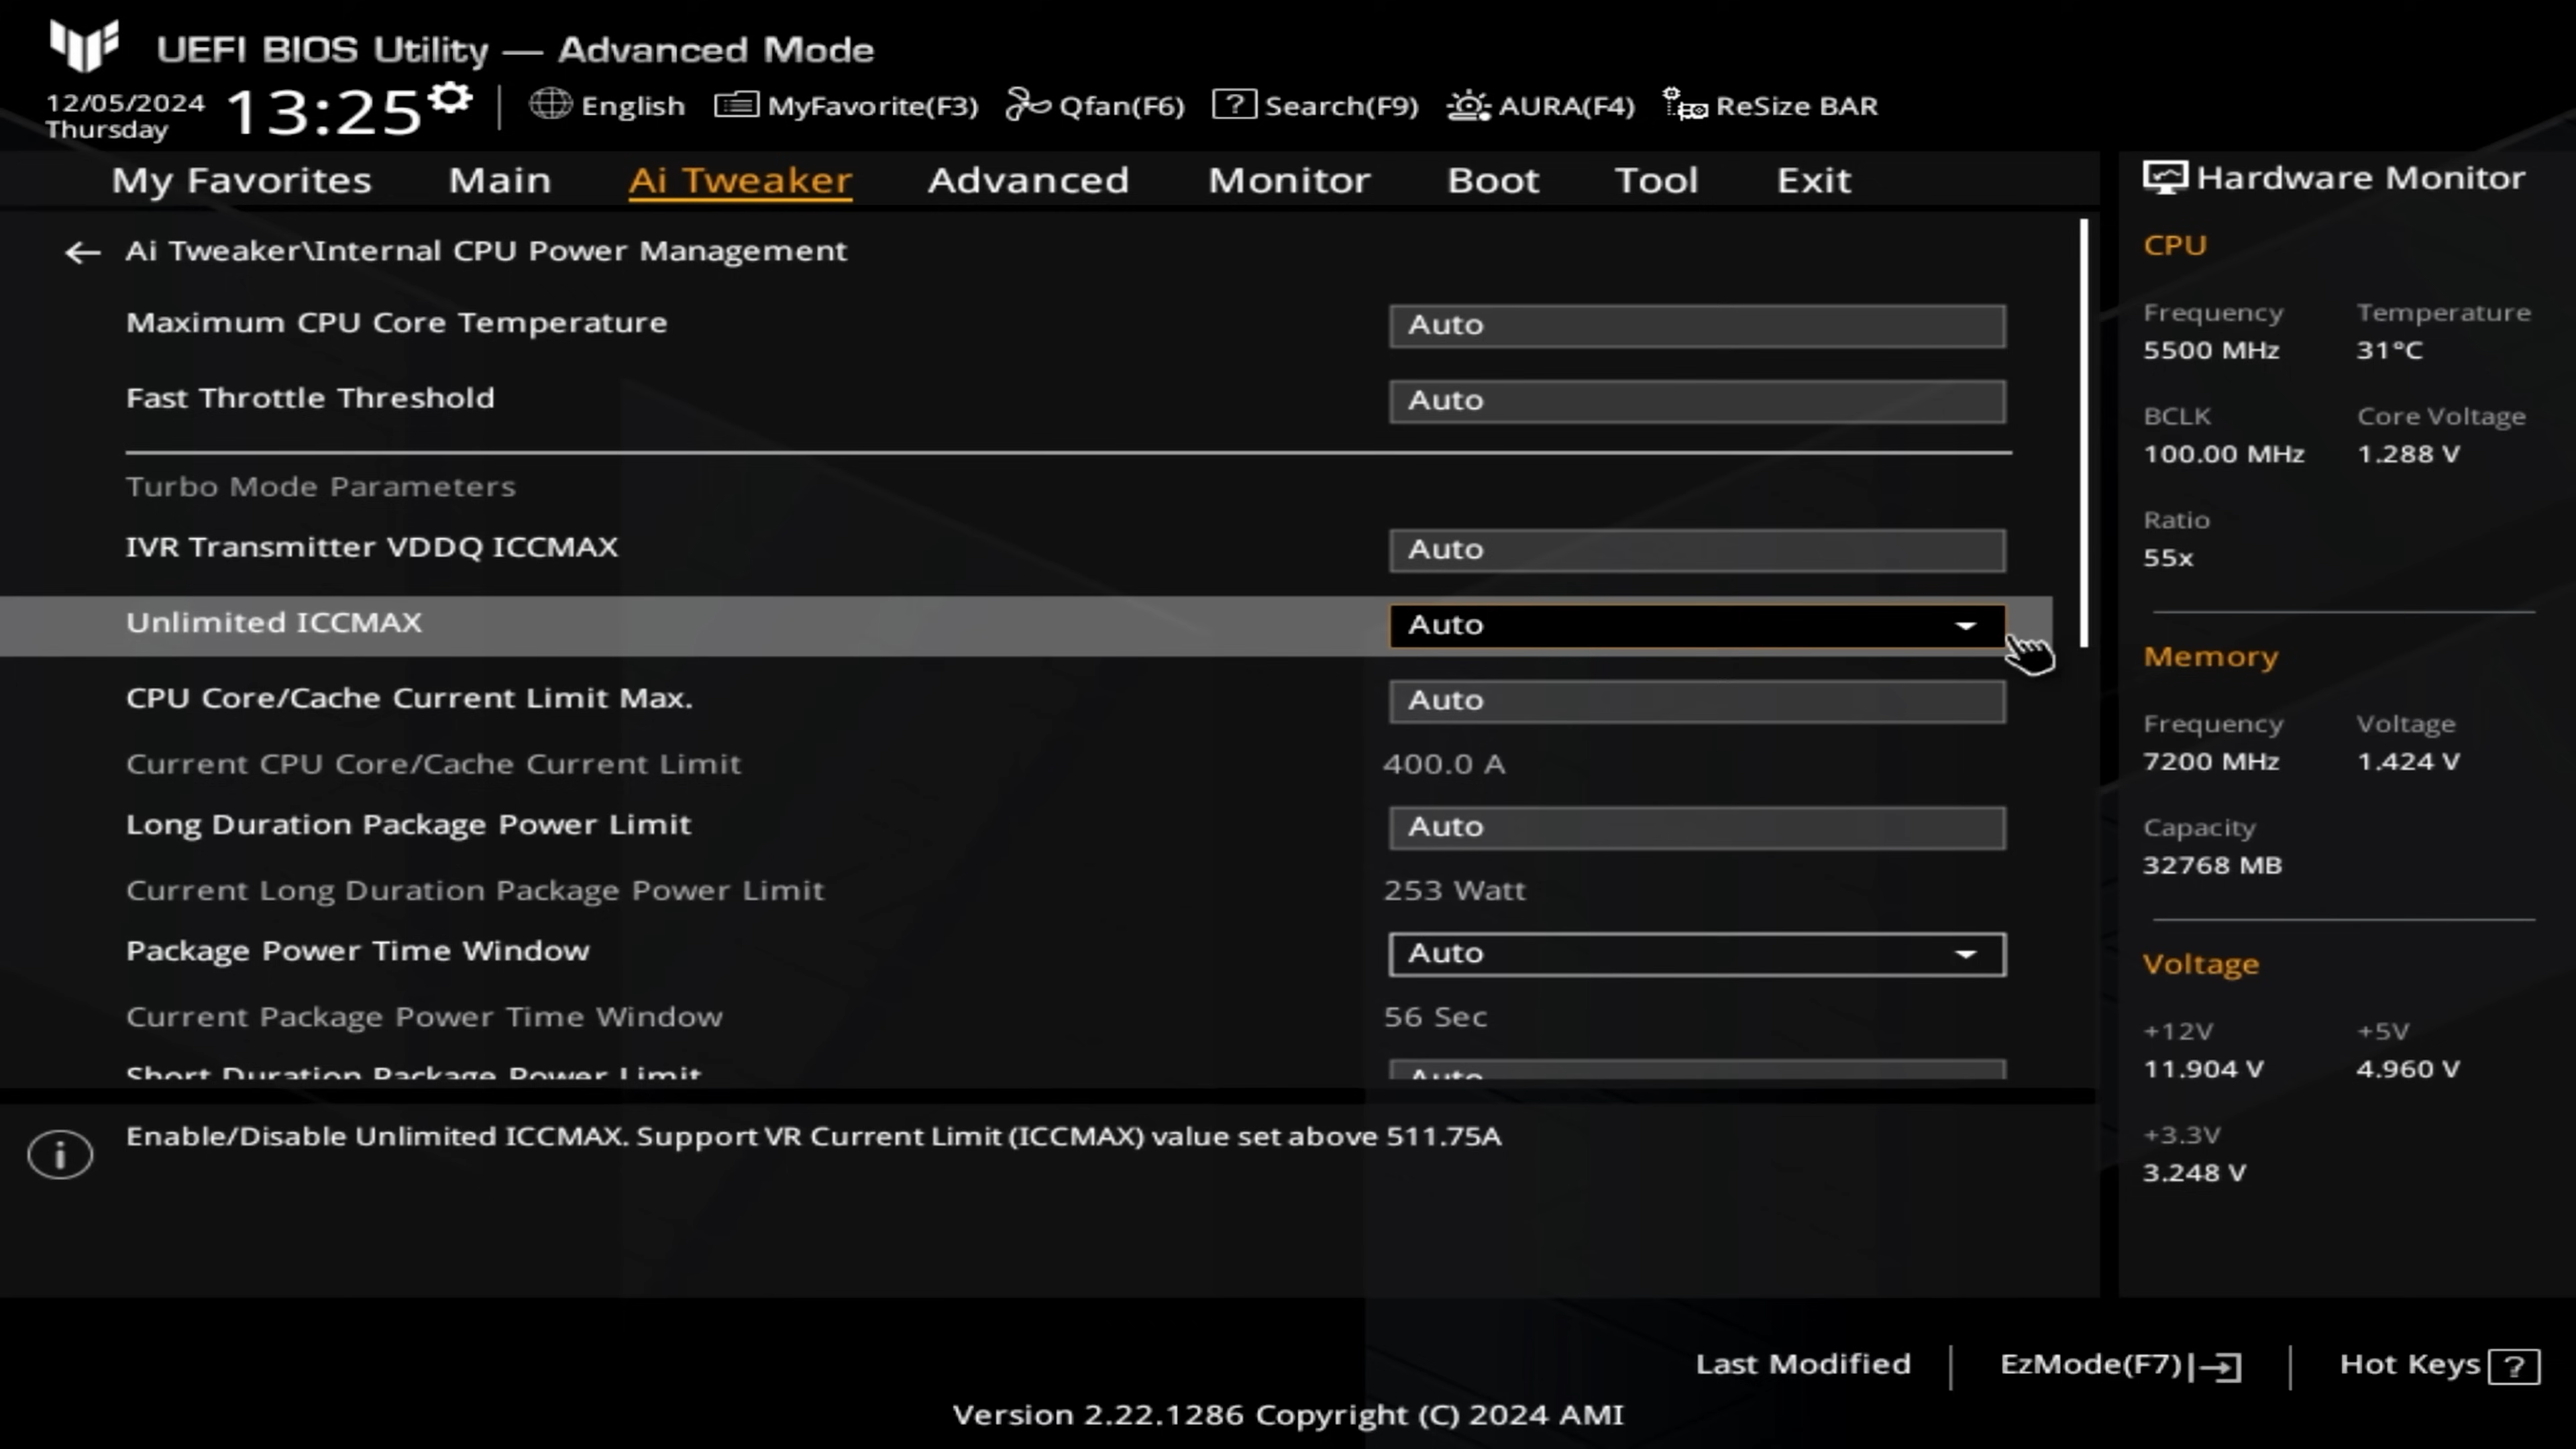 UEFI BIOS Utility — Advanced Mode
12/05/2024
Thursday
13:25
English
MyFavorite(F3)
Qfan(F6)
? Search(F9)
AURA(F4)
ReSize BAR
My Favorites
Main
Ai Tweaker
Advanced
Monitor
Boot
Tool
Exit
← Ai Tweaker\Internal CPU Power Management
Maximum CPU Core Temperature Auto
Fast Throttle Threshold Auto
Turbo Mode Parameters
IVR Transmitter VDDQ ICCMAX Auto
Unlimited ICCMAX Auto
CPU Core/Cache Current Limit Max. Auto
Current CPU Core/Cache Current Limit 400.0 A
Long Duration Package Power Limit Auto
Current Long Duration Package Power Limit 253 Watt
Package Power Time Window Auto
Current Package Power Time Window 56 Sec
Short Duration Package Power Limit Auto
i
Enable/Disable Unlimited ICCMAX. Support VR Current Limit (ICCMAX) value set above 511.75A
Hardware Monitor
CPU
Frequency Temperature
5500 MHz 31°C
BCLK Core Voltage
100.00 MHz 1.288 V
Ratio
55x
Memory
Frequency Voltage
7200 MHz 1.424 V
Capacity
32768 MB
Voltage
+12V +5V
11.904 V 4.960 V
+3.3V
3.248 V
Last Modified
EzMode(F7)
Hot Keys ?
Version 2.22.1286 Copyright (C) 2024 AMI